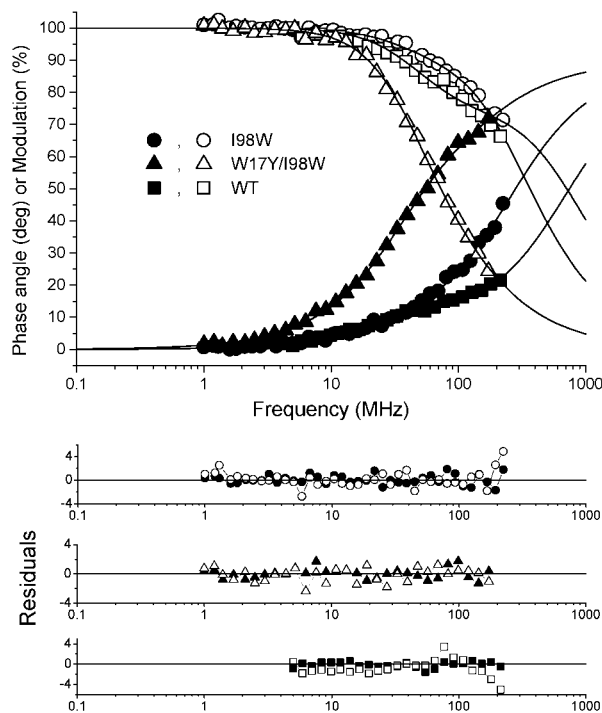 Phase angle (deg) or Modulation (%)
100
90
80
70
60
50
40
30
20
10
0
, I98W
, W17Y/I98W
, WT
0.1 1 10 100 1000
Frequency (MHz)
Residuals
4
0
-4
0.1 1 10 100 1000
4
0
-4
0.1 1 10 100 1000
4
0
-4
0.1 1 10 100 1000